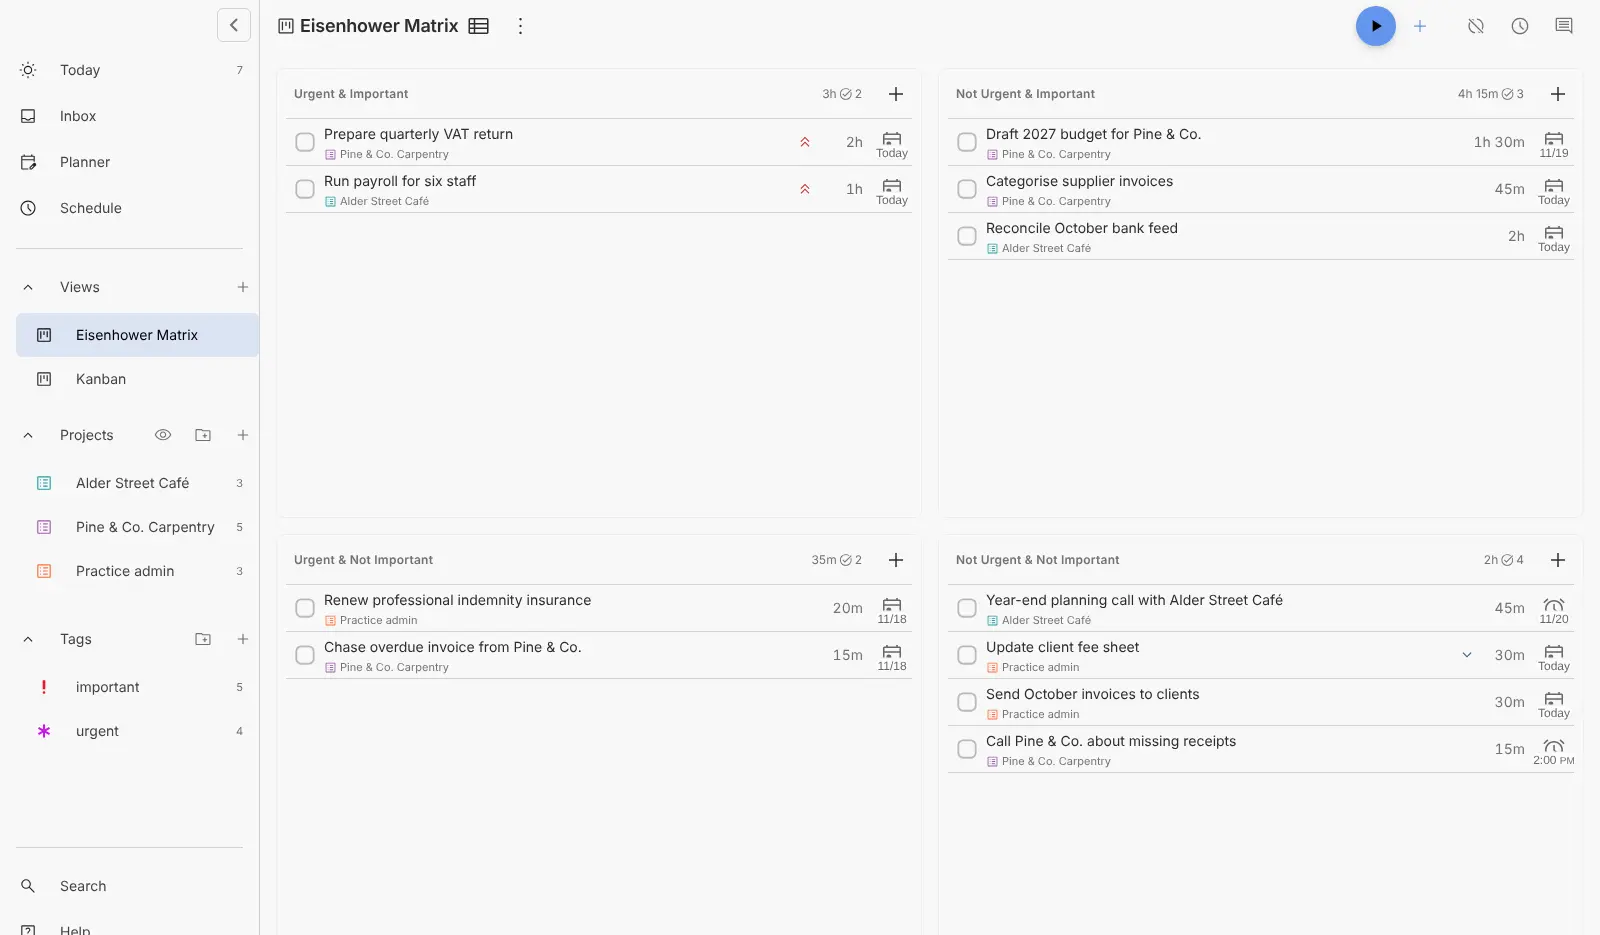 Today 7
Inbox
Planner
Schedule
Views
Eisenhower Matrix
Kanban
Projects
Alder Street Café 3
Pine & Co. Carpentry 5
Practice admin 3
Tags
important 5
urgent 4
Search
Help
Eisenhower Matrix
Urgent & Important 3h 2
Prepare quarterly VAT return 2h Today
Pine & Co. Carpentry
Run payroll for six staff 1h Today
Alder Street Café
Not Urgent & Important 4h 15m 3
Draft 2027 budget for Pine & Co. 1h 30m 11/19
Pine & Co. Carpentry
Categorise supplier invoices 45m Today
Pine & Co. Carpentry
Reconcile October bank feed 2h Today
Alder Street Café
Urgent & Not Important 35m 2
Renew professional indemnity insurance 20m 11/18
Practice admin
Chase overdue invoice from Pine & Co. 15m 11/18
Pine & Co. Carpentry
Not Urgent & Not Important 2h 4
Year-end planning call with Alder Street Café 45m 11/20
Alder Street Café
Update client fee sheet 30m Today
Practice admin
Send October invoices to clients 30m Today
Practice admin
Call Pine & Co. about missing receipts 15m 2:00 PM
Pine & Co. Carpentry